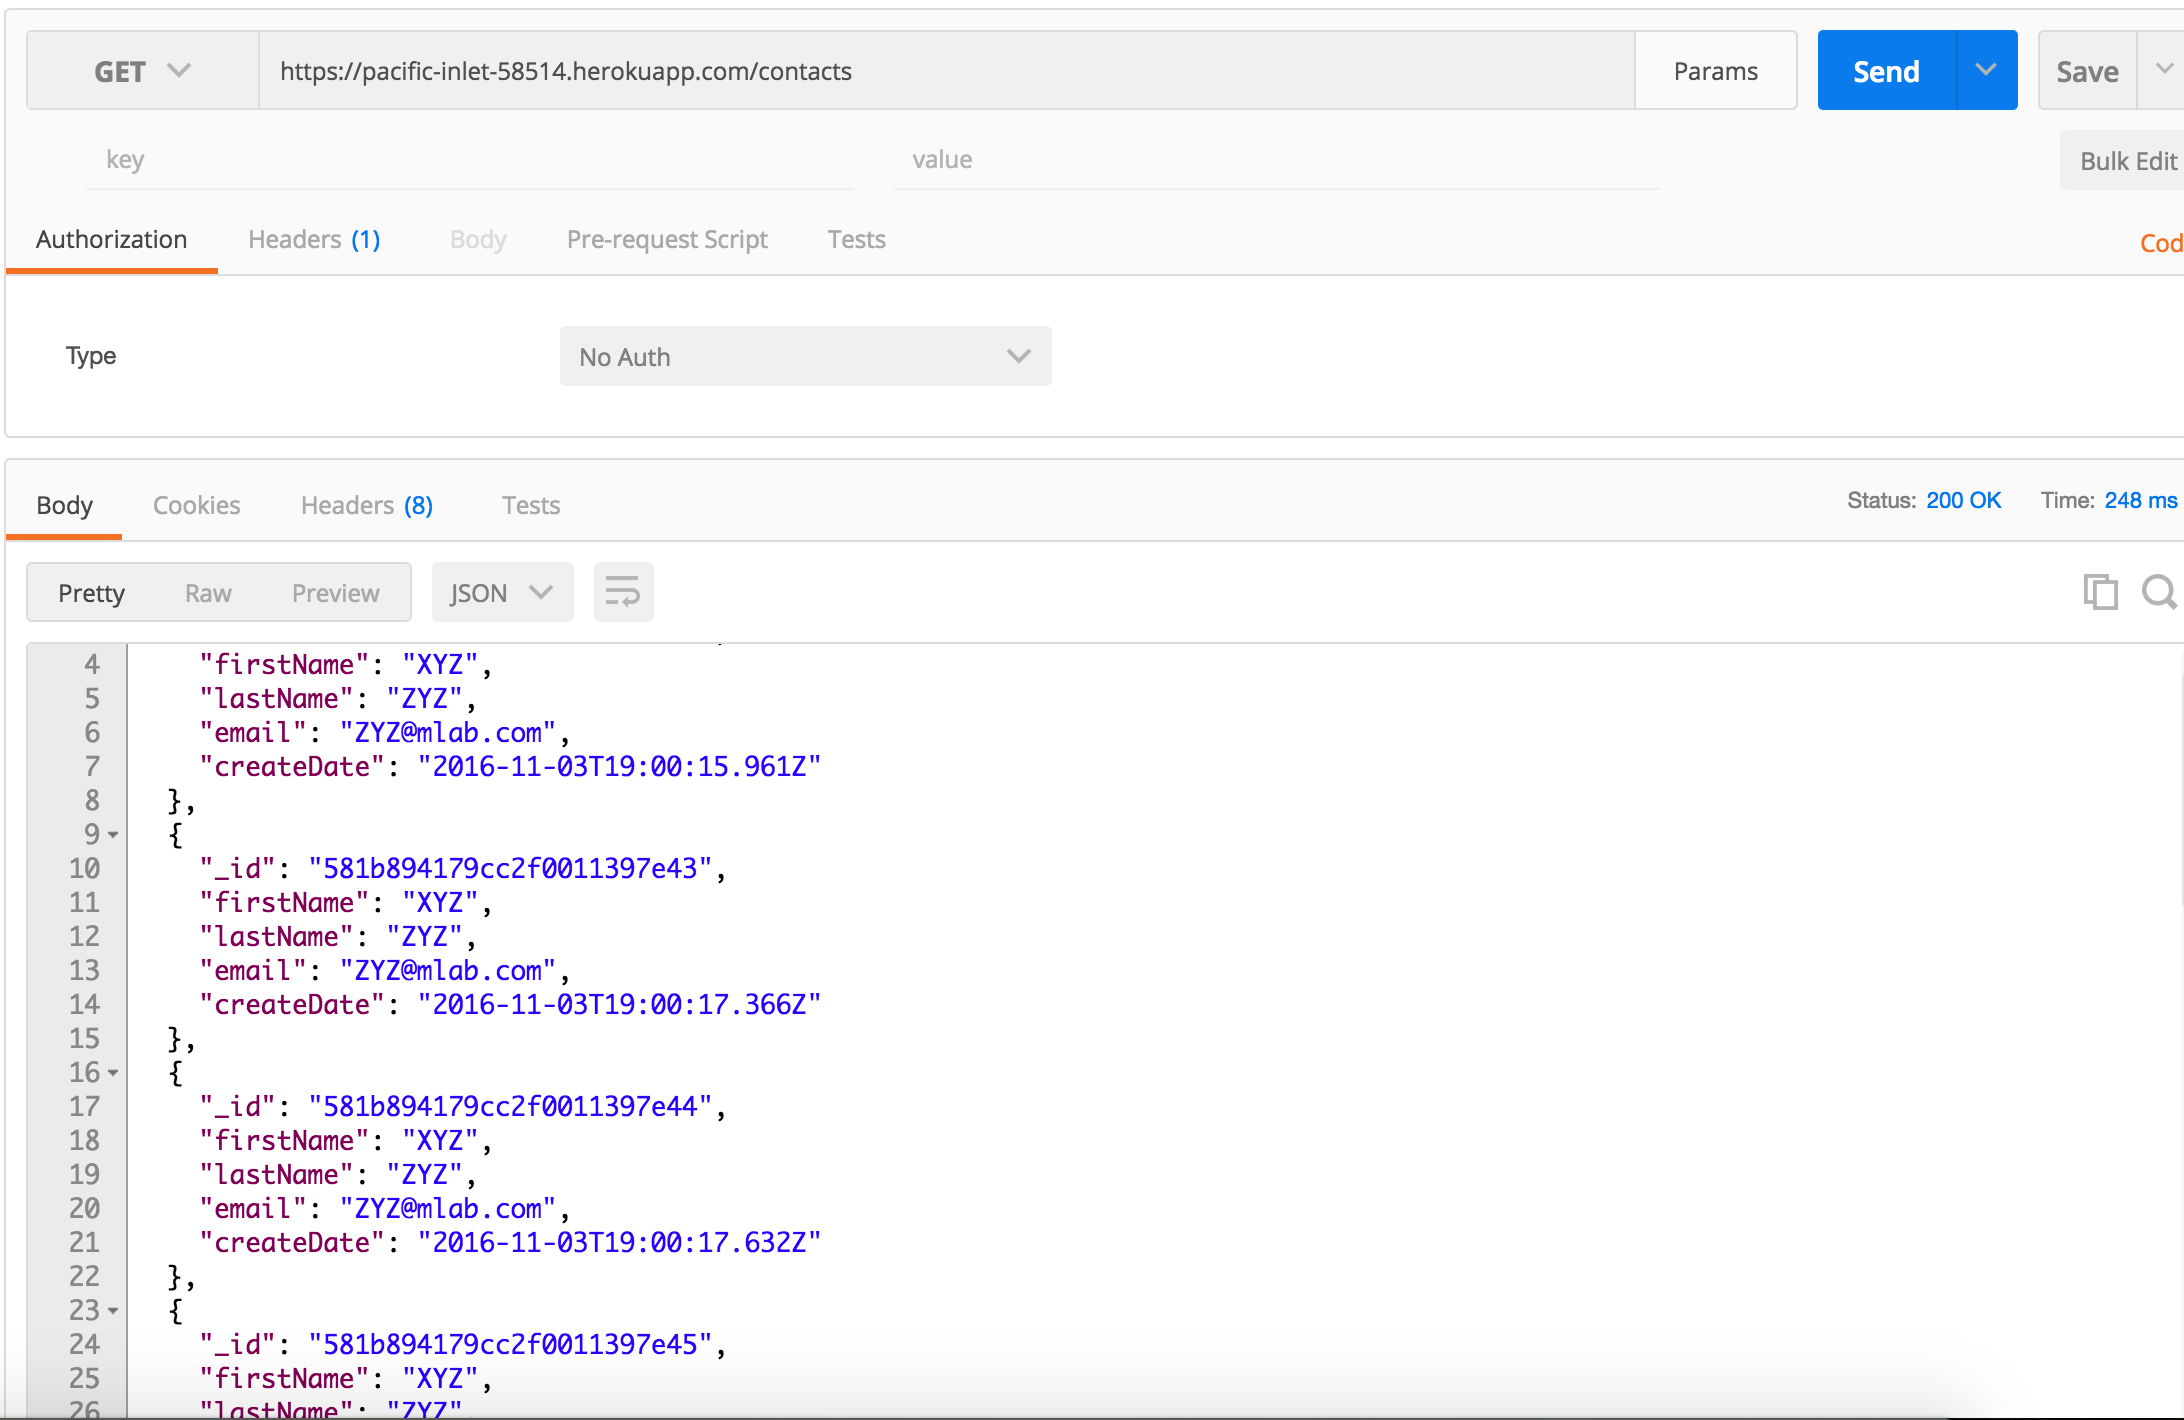 GET https://pacific-inlet-58514.herokuapp.com/contacts Params Send Save
key value Bulk Edit
Authorization Headers (1) Body Pre-request Script Tests Cod
Type No Auth
Body Cookies Headers (8) Tests Status: 200 OK Time: 248 ms
Pretty Raw Preview JSON
4 "firstName": "XYZ",
5 "lastName": "ZYZ",
6 "email": "ZYZ@mlab.com",
7 "createDate": "2016-11-03T19:00:15.961Z"
8 },
9 {
10 "_id": "581b894179cc2f0011397e43",
11 "firstName": "XYZ",
12 "lastName": "ZYZ",
13 "email": "ZYZ@mlab.com",
14 "createDate": "2016-11-03T19:00:17.366Z"
15 },
16 {
17 "_id": "581b894179cc2f0011397e44",
18 "firstName": "XYZ",
19 "lastName": "ZYZ",
20 "email": "ZYZ@mlab.com",
21 "createDate": "2016-11-03T19:00:17.632Z"
22 },
23 {
24 "_id": "581b894179cc2f0011397e45",
25 "firstName": "XYZ",
26 "lastName": "ZYZ"